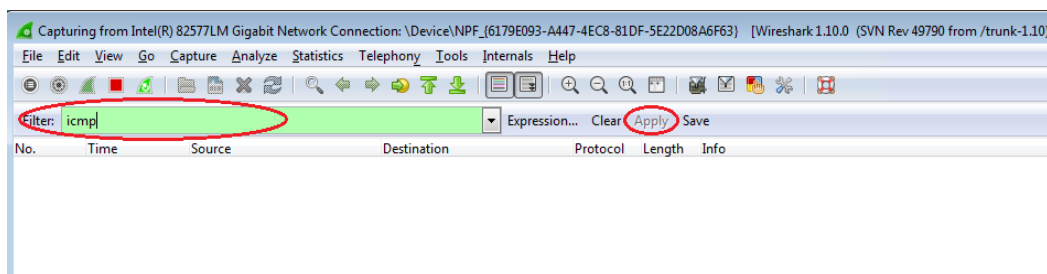 Capturing from Intel(R) 82577LM Gigabit Network Connection: \Device\NPF_{6179E093-A447-4EC8-81DF-5E22D08A6F63} [Wireshark 1.10.0 (SVN Rev 49790 from /trunk-1.10)
File Edit View Go Capture Analyze Statistics Telephony Tools Internals Help
Filter: icmp Expression... Clear Apply Save
No. Time Source Destination Protocol Length Info